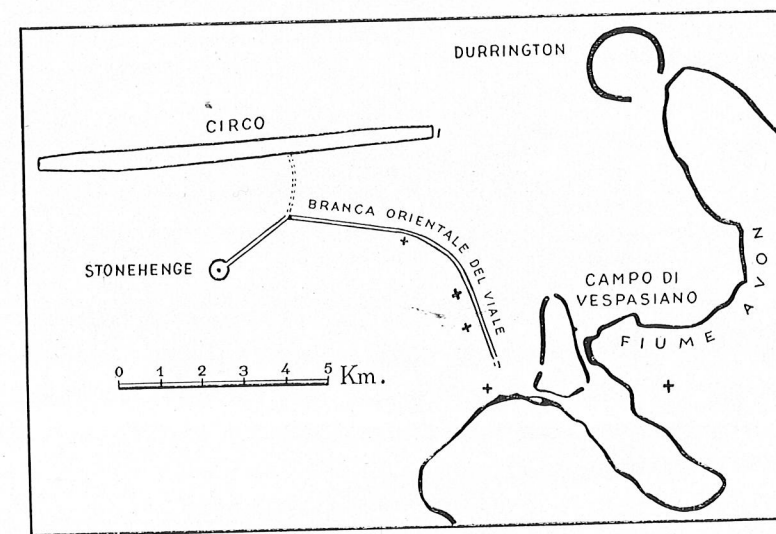 DURRINGTON
CIRCO
BRANCA ORIENTALE DEL VIALE
STONEHENGE
CAMPO DI
VESPASIANO
FIUME AVON
0 1 2 3 4 5 Km.